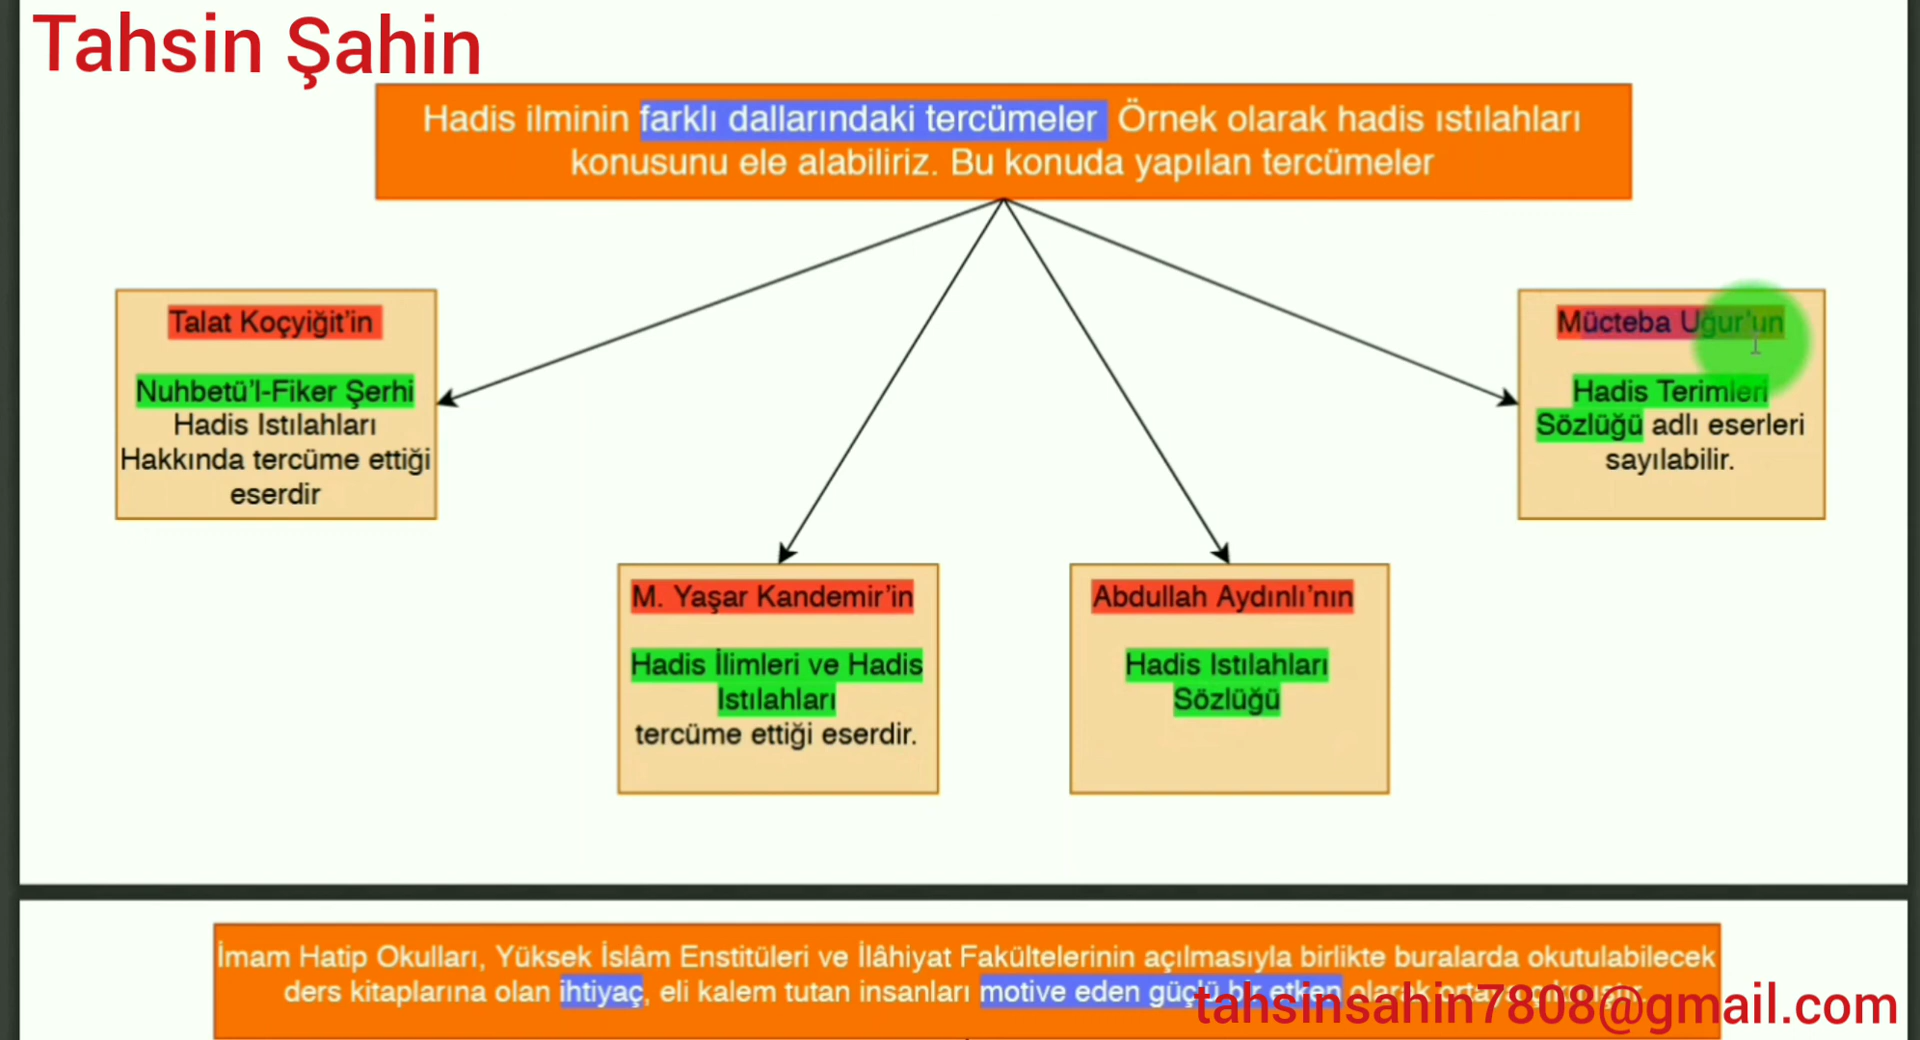 Tahsin Şahin
Hadis ilminin farklı dallarındaki tercümeler Örnek olarak hadis ıstılahları
konusunu ele alabiliriz. Bu konuda yapılan tercümeler
Talat Koçyiğit’in
Nuhbetü’l-Fiker Şerhi
Hadis Istılahları
Hakkında tercüme ettiği
eserdir
M. Yaşar Kandemir’in
Hadis İlimleri ve Hadis
Istılahları
tercüme ettiği eserdir.
Abdullah Aydınlı’nın
Hadis Istılahları
Sözlüğü
Mücteba Uğur’un
Hadis Terimleri
Sözlüğü adlı eserleri
sayılabilir.
İmam Hatip Okulları, Yüksek İslâm Enstitüleri ve İlâhiyat Fakültelerinin açılmasıyla birlikte buralarda okutulabilecek
ders kitaplarına olan ihtiyaç, eli kalem tutan insanları motive eden güçlü bir etken olarak
tahsinsahin7808@gmail.com